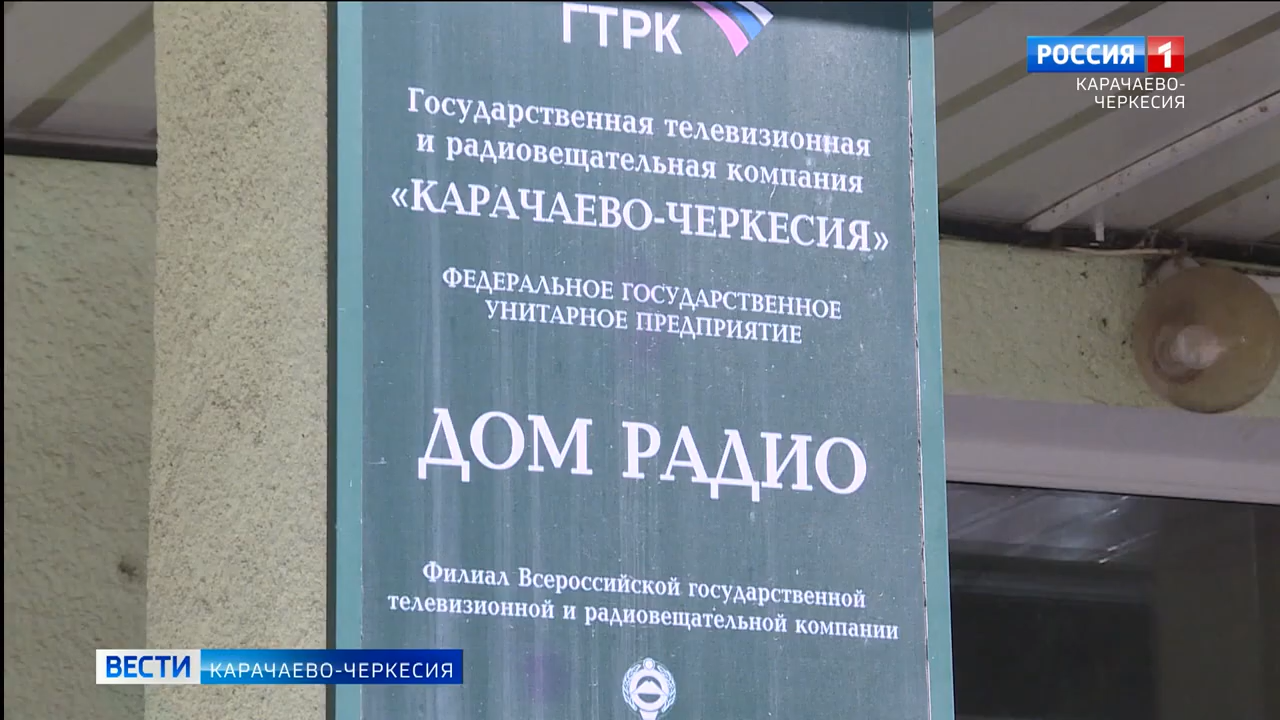 ГТРК
РОССИЯ 1
КАРАЧАЕВО-
ЧЕРКЕСИЯ
Государственная телевизионная
и радиовещательная компания
«КАРАЧАЕВО-ЧЕРКЕСИЯ»
ФЕДЕРАЛЬНОЕ ГОСУДАРСТВЕННОЕ
УНИТАРНОЕ ПРЕДПРИЯТИЕ
ДОМ РАДИО
Филиал Всероссийской государственной
телевизионной и радиовещательной компании
ВЕСТИ КАРАЧАЕВО-ЧЕРКЕСИЯ